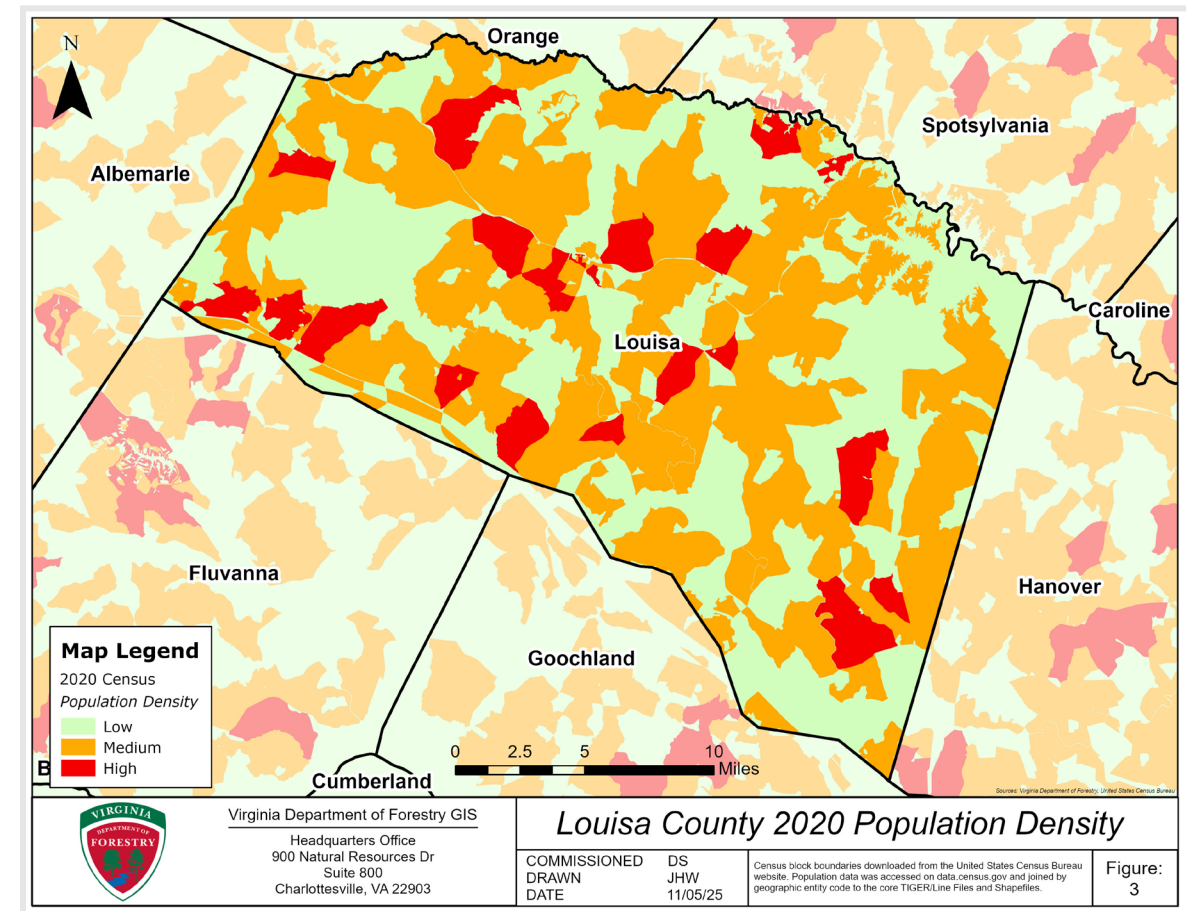 N
Orange
Spotsylvania
Albemarle
Caroline
Louisa
Fluvanna
Hanover
Goochland
Cumberland
B
Map Legend
2020 Census
Population Density
Low
Medium
High
0 2.5 5 10
Miles
Sources: Virginia Department of Forestry, United States Census Bureau
VIRGINIA
DEPARTMENT OF
FORESTRY
Virginia Department of Forestry GIS
Headquarters Office
900 Natural Resources Dr
Suite 800
Charlottesville, VA 22903
Louisa County 2020 Population Density
COMMISSIONED DS
DRAWN JHW
DATE 11/05/25
Census block boundaries downloaded from the United States Census Bureau
website. Population data was accessed on data.census.gov and joined by
geographic entity code to the core TIGER/Line Files and Shapefiles.
Figure:
3